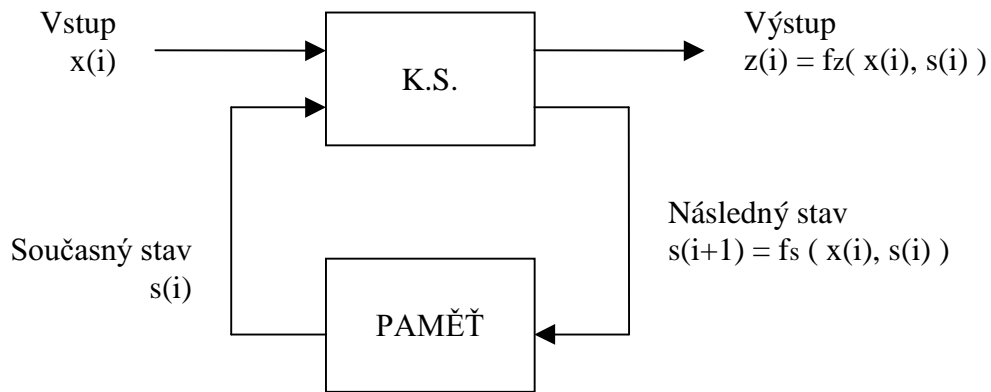 Vstup
x(i)
K.S.
Výstup
z(i) = fz( x(i), s(i) )
Současný stav
s(i)
Následný stav
s(i+1) = fs ( x(i), s(i) )
PAMĚŤ